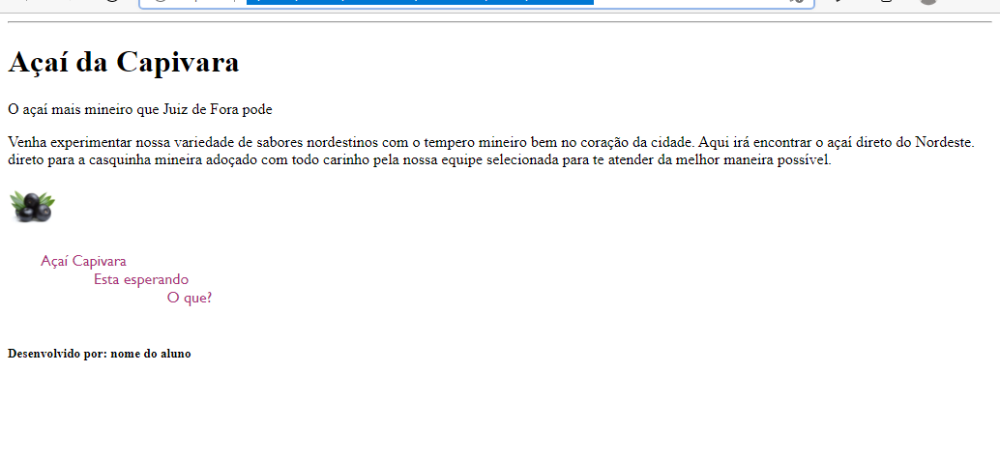 Açaí da Capivara
O açaí mais mineiro que Juiz de Fora pode
Venha experimentar nossa variedade de sabores nordestinos com o tempero mineiro bem no coração da cidade. Aqui irá encontrar o açaí direto do Nordeste.
direto para a casquinha mineira adoçado com todo carinho pela nossa equipe selecionada para te atender da melhor maneira possível.
Açaí Capivara
Esta esperando
O que?
Desenvolvido por: nome do aluno